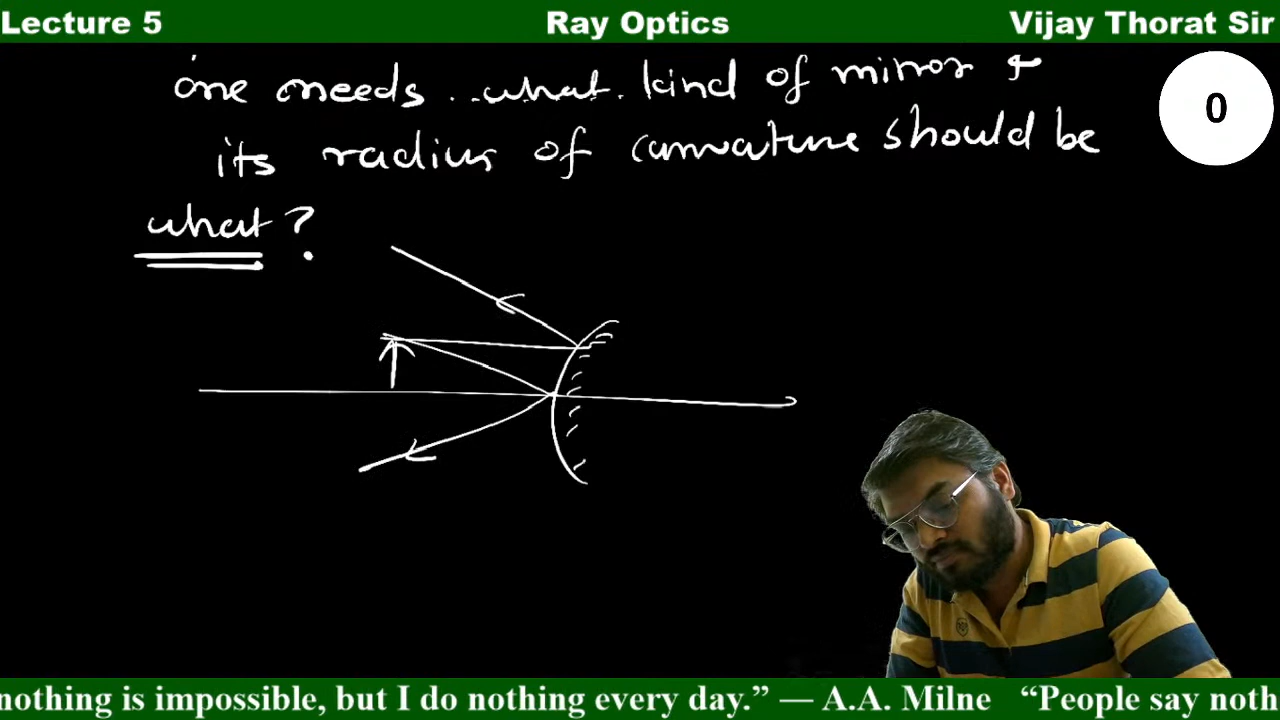 Lecture 5 Ray Optics Vijay Thorat Sir
one needs .. what. kind of mirror &
its radius of curvature should be
what?
0
nothing is impossible, but I do nothing every day.” — A.A. Milne “People say noth